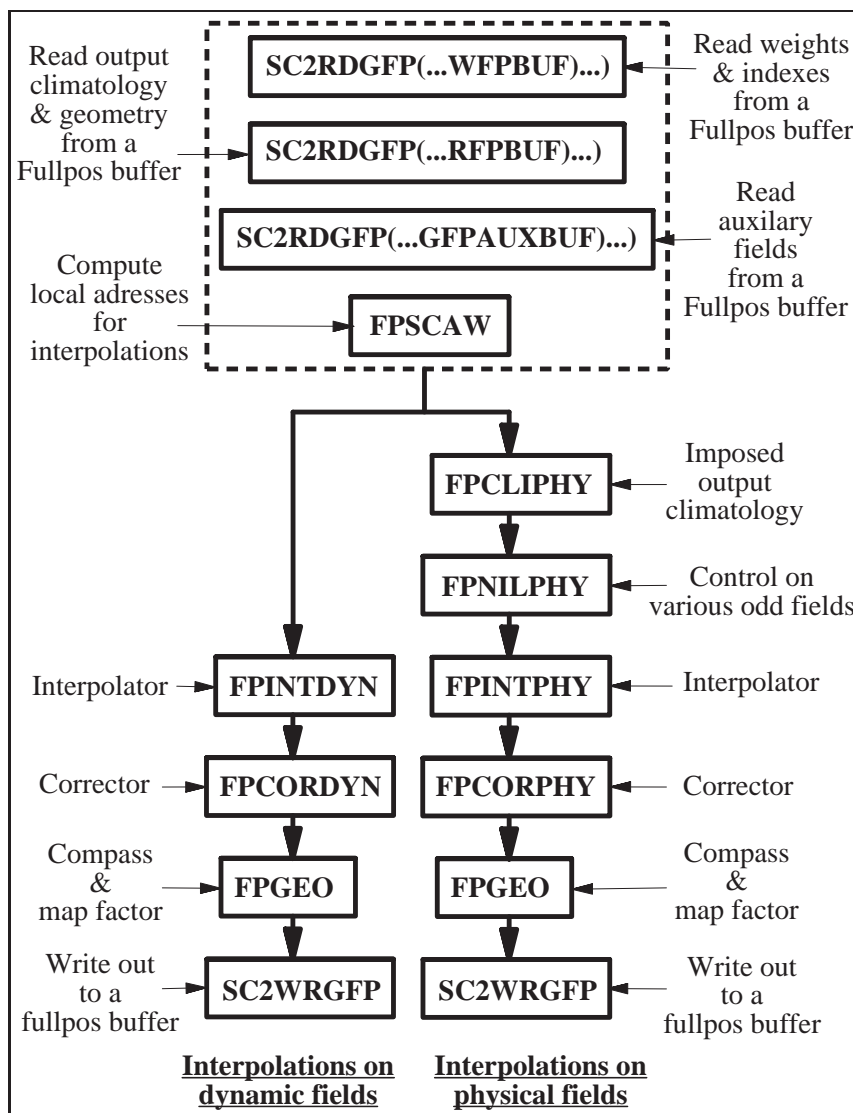 Read output
climatology
& geometry
from a
Fullpos buffer
SC2RDGFP(...WFPBUF)...)
Read weights
& indexes
from a
Fullpos buffer
SC2RDGFP(...RFPBUF)...)
SC2RDGFP(...GFPAUXBUF)...)
Read
auxilary
fields
from a
Fullpos buffer
Compute
local adresses
for
interpolations
FPSCAW
FPCLIPHY
Imposed
output
climatology
FPNILPHY
Control on
various odd fields
Interpolator
FPINTDYN
FPINTPHY
Interpolator
Corrector
FPCORDYN
FPCORPHY
Corrector
Compass
&
map factor
FPGEO
FPGEO
Compass
&
map factor
Write out
to a
fullpos buffer
SC2WRGFP
SC2WRGFP
Write out
to a
fullpos buffer
Interpolations on
dynamic fields
Interpolations on
physical fields